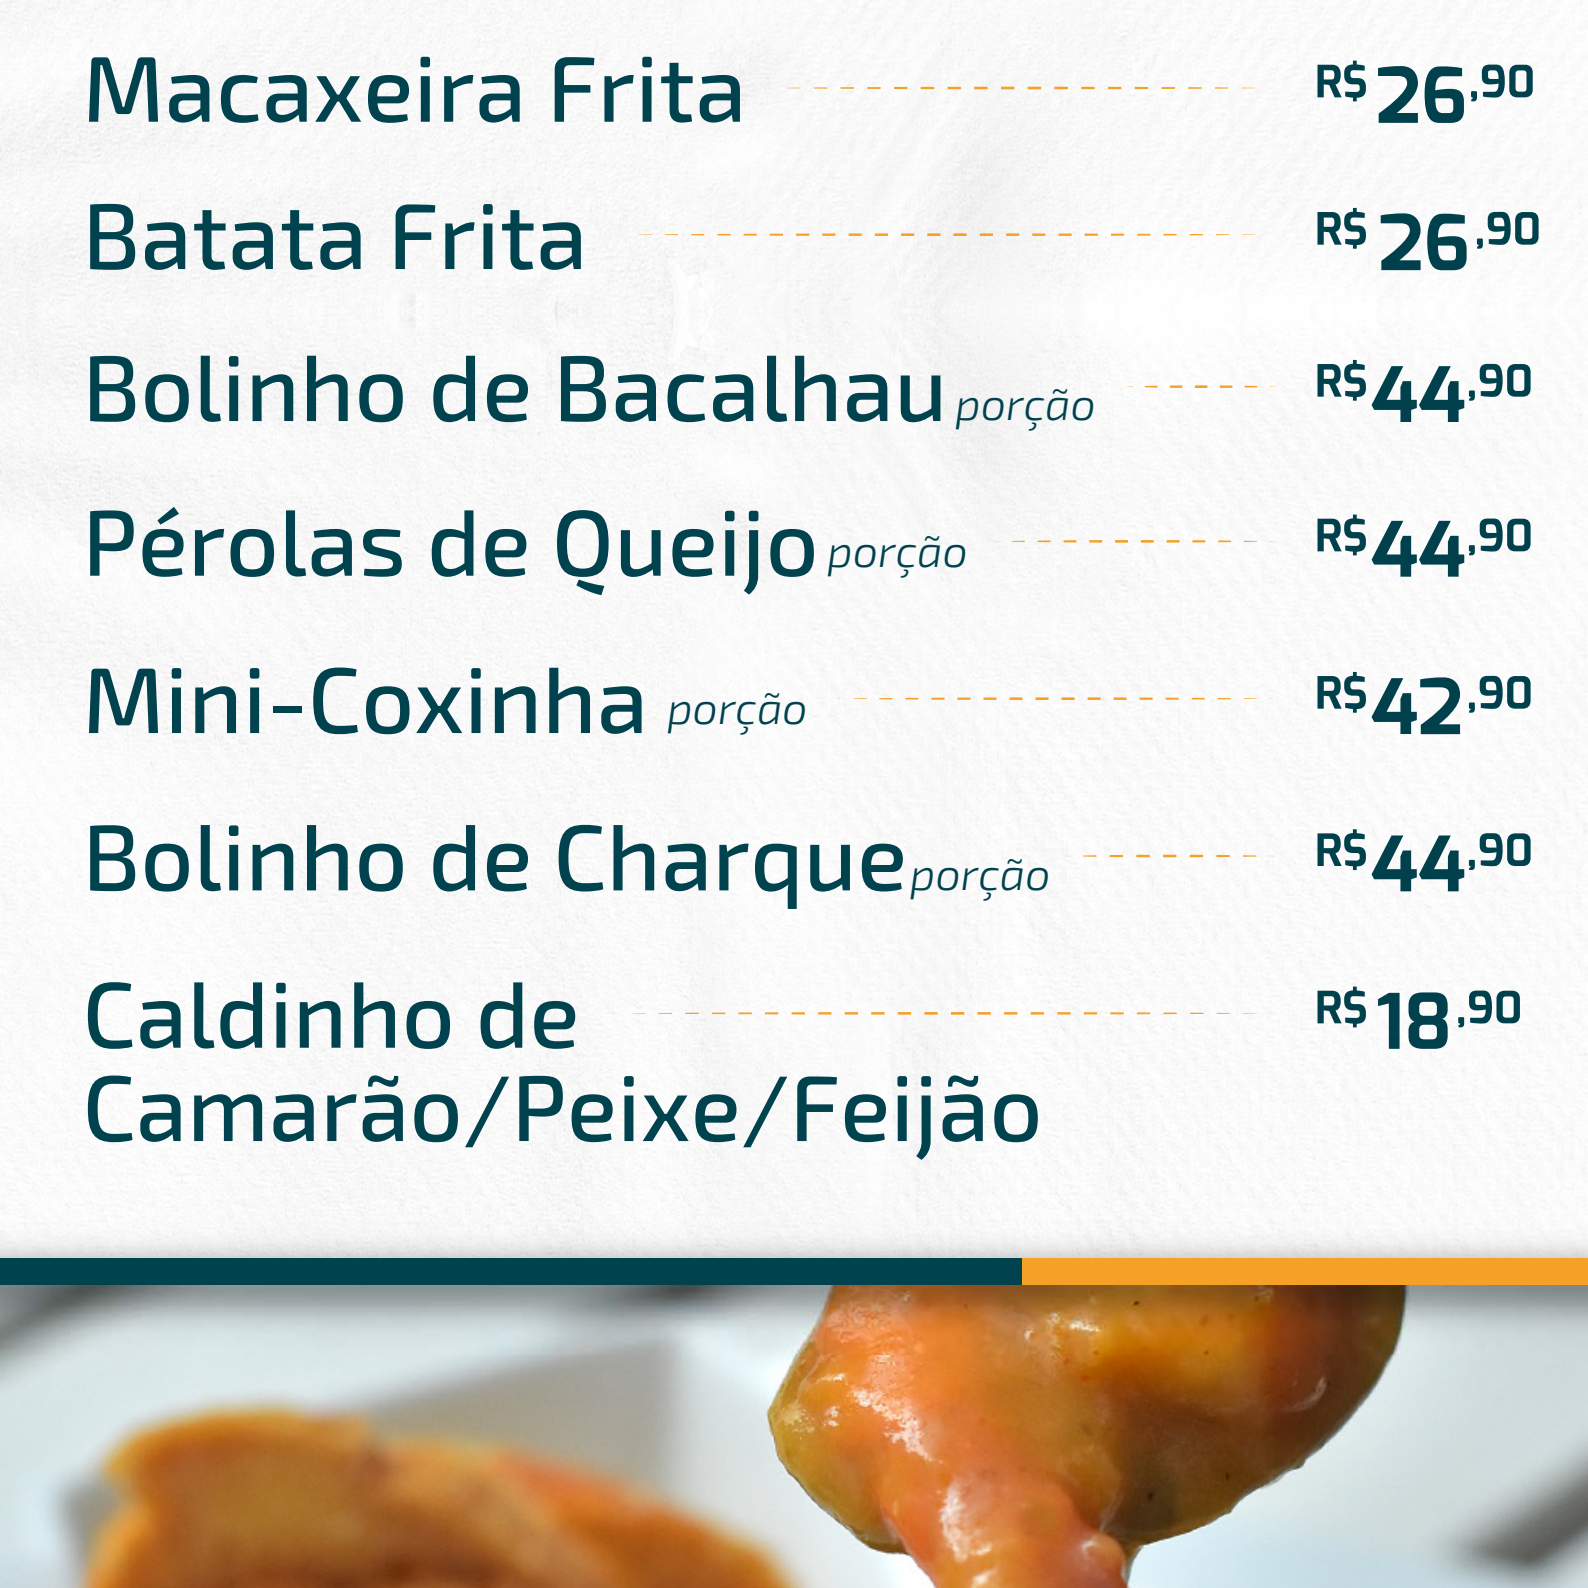 Macaxeira Frita R$ 26,90
Batata Frita R$ 26,90
Bolinho de Bacalhau porção R$ 44,90
Pérolas de Queijo porção R$ 44,90
Mini-Coxinha porção R$ 42,90
Bolinho de Charque porção R$ 44,90
Caldinho de R$ 18,90
Camarão/Peixe/Feijão